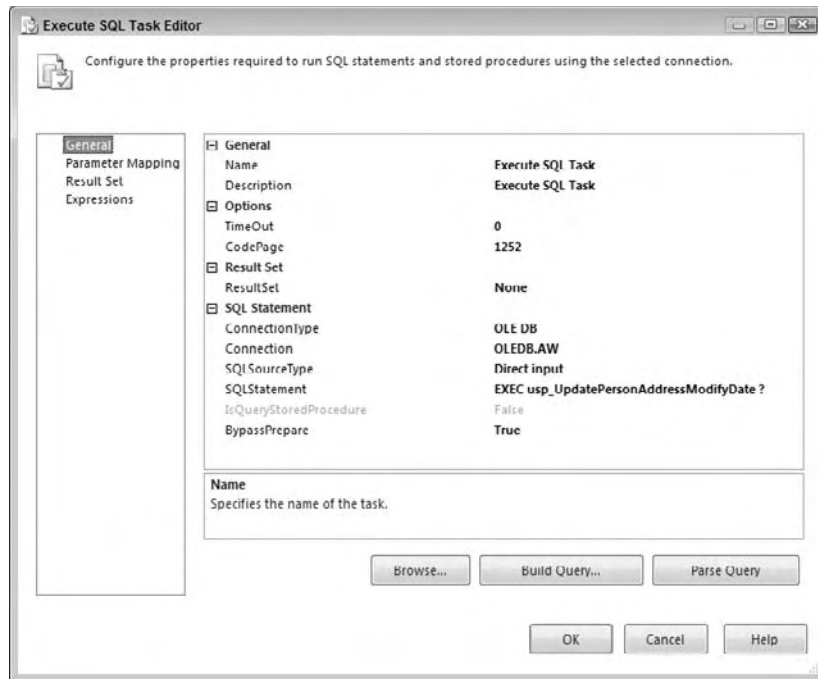 Execute SQL Task Editor
Configure the properties required to run SQL statements and stored procedures using the selected connection.
General
Parameter Mapping
Result Set
Expressions
General
Name Execute SQL Task
Description Execute SQL Task
Options
TimeOut 0
CodePage 1252
Result Set
ResultSet None
SQL Statement
ConnectionType OLE DB
Connection OLEDB.AW
SQLSourceType Direct input
SQLStatement EXEC usp_UpdatePersonAddressModifyDate ?
IsQueryStoredProcedure False
BypassPrepare True
Name
Specifies the name of the task.
Browse... Build Query... Parse Query
OK Cancel Help